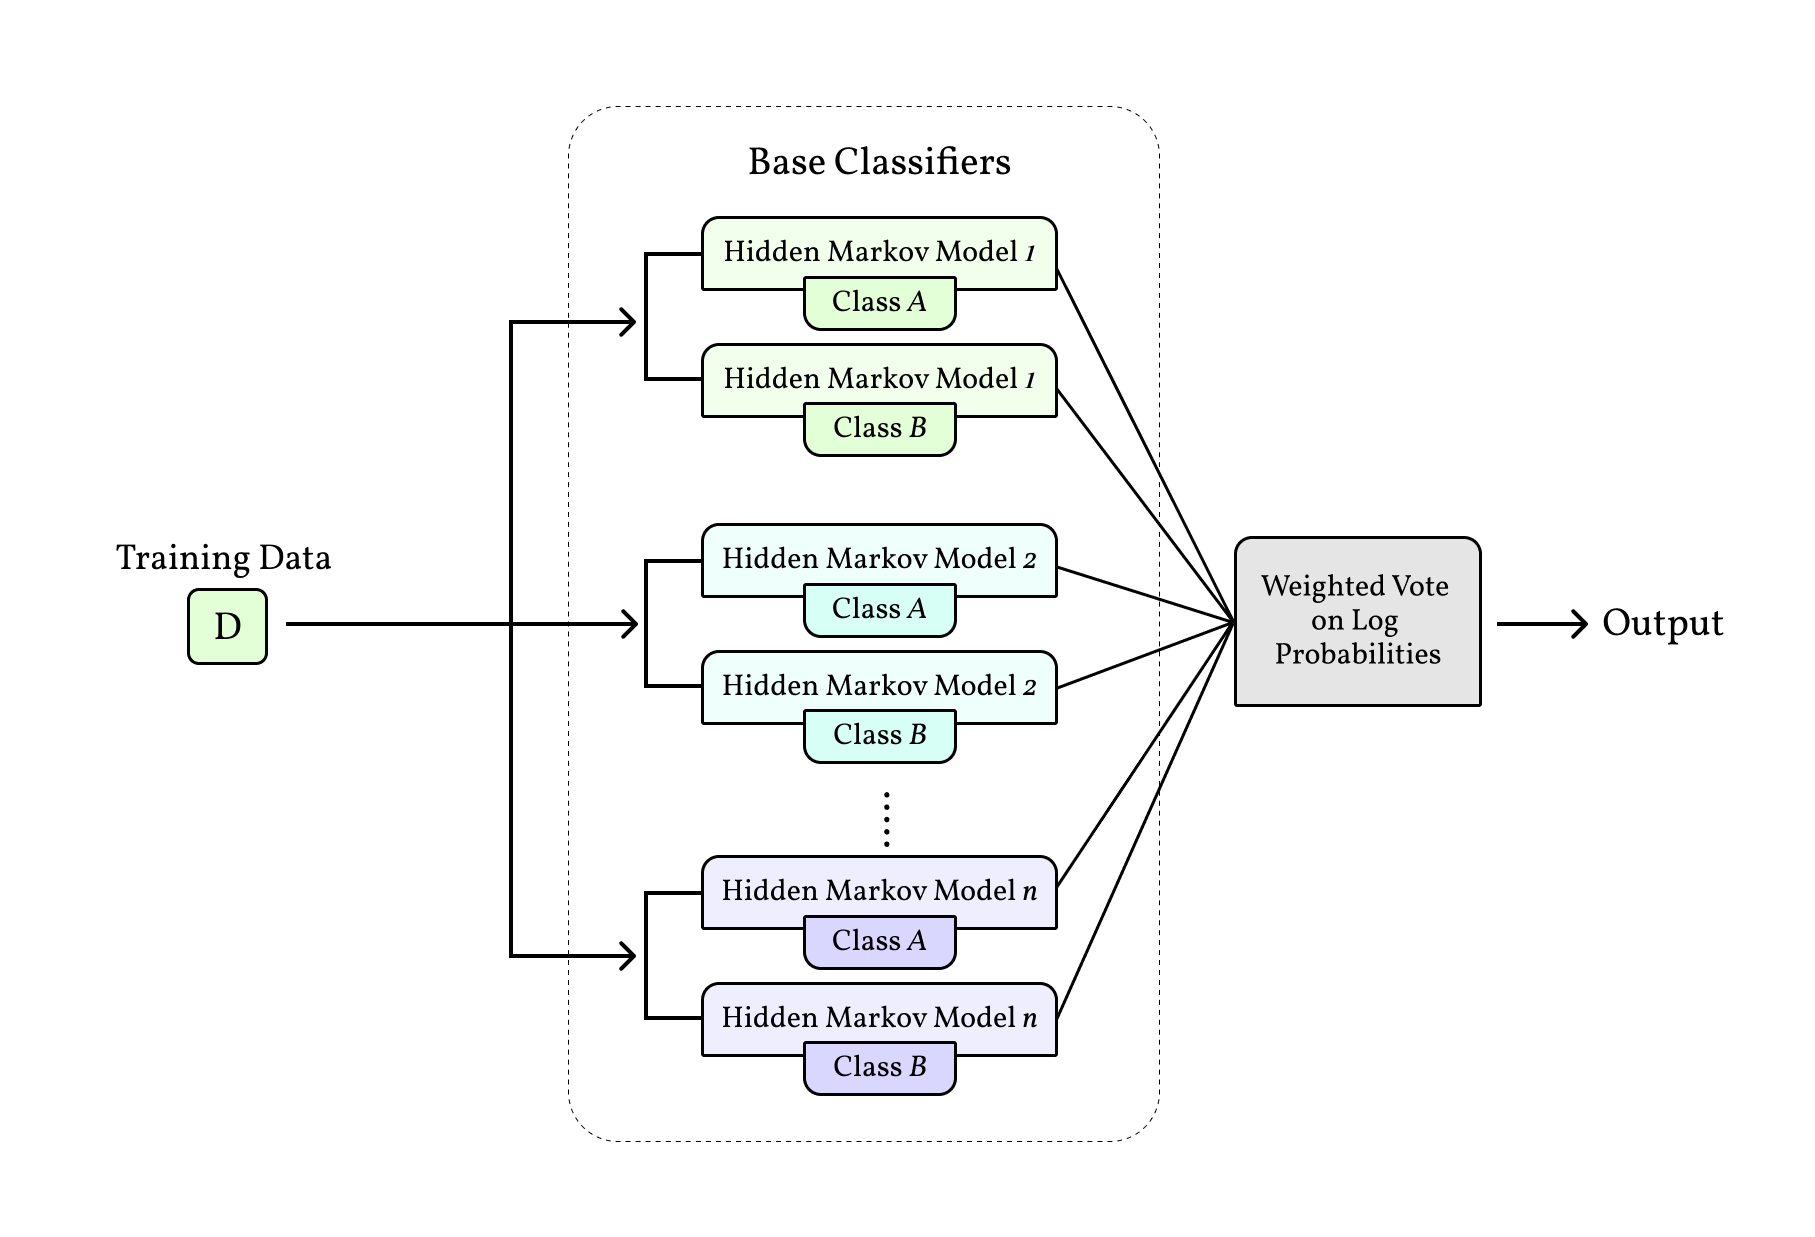 Base Classifiers
Hidden Markov Model 1
Class A
Hidden Markov Model 1
Class B
Training Data
D
Hidden Markov Model 2
Class A
Hidden Markov Model 2
Class B
Hidden Markov Model n
Class A
Hidden Markov Model n
Class B
Weighted Vote
on Log
Probabilities
Output